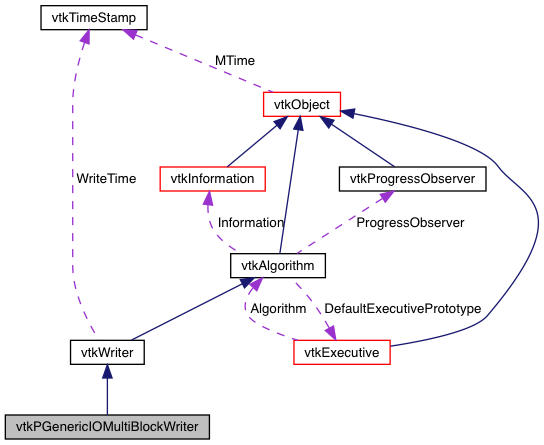 vtkTimeStamp
MTime
vtkObject
vtkInformation
vtkProgressObserver
WriteTime
Information
ProgressObserver
vtkAlgorithm
Algorithm
DefaultExecutivePrototype
vtkWriter
vtkExecutive
vtkPGenericIOMultiBlockWriter